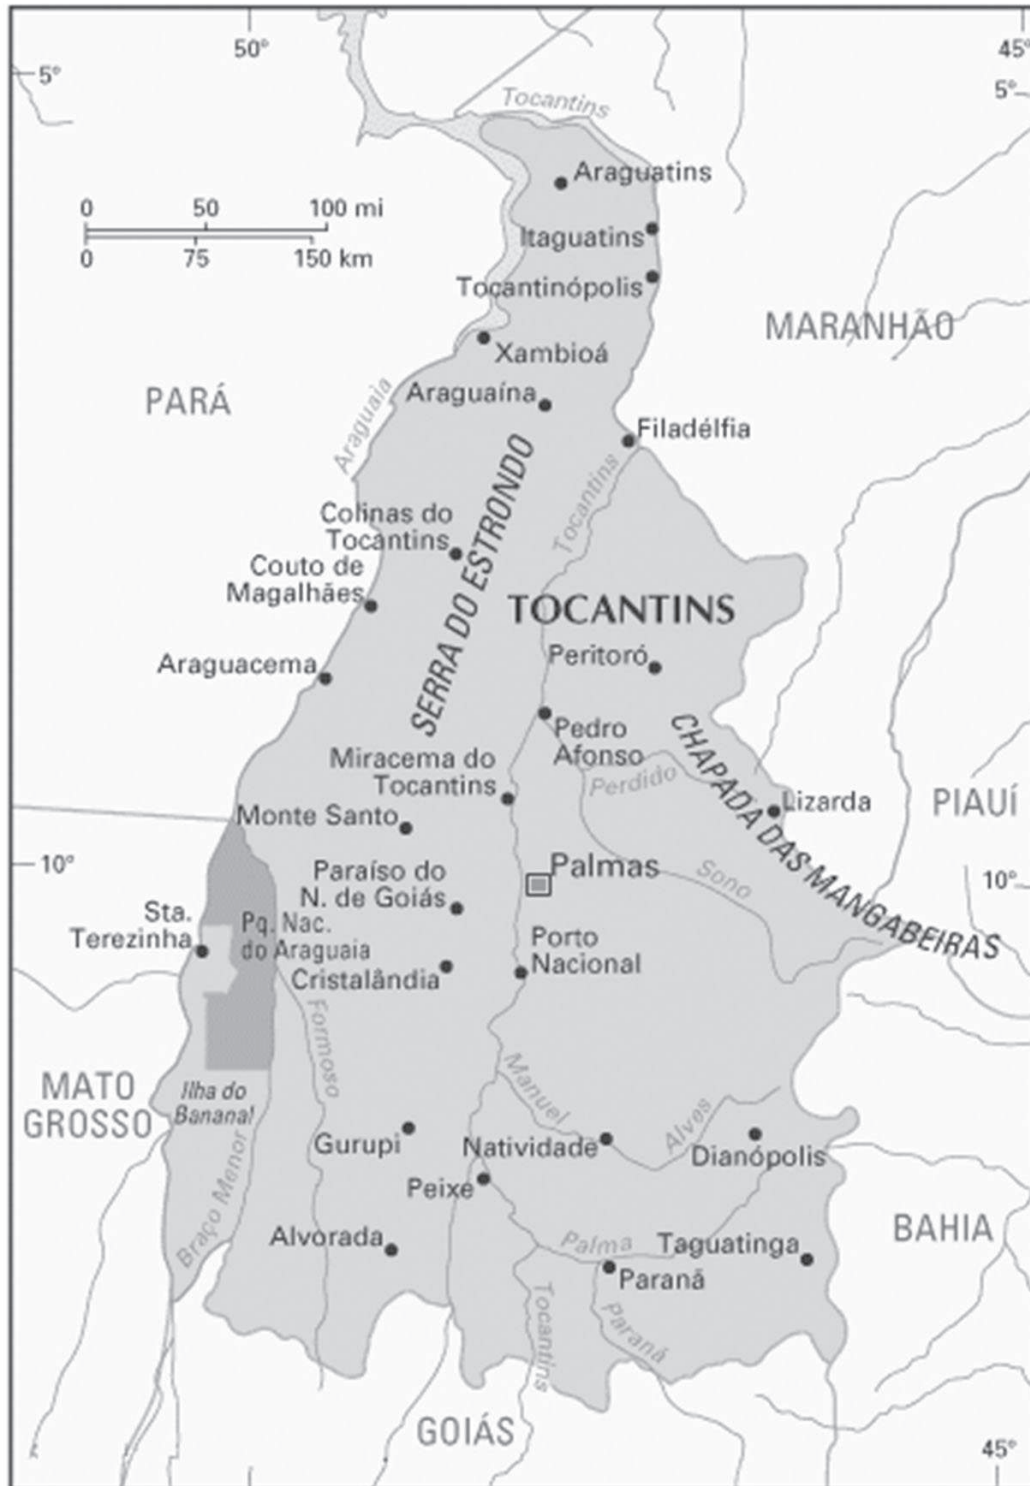 50°
45°
5°
5°
Tocantins
Araguatins
0 50 100 mi
0 75 150 km
Itaguatins
Tocantinópolis
MARANHÃO
Xambioá
PARÁ
Araguaína
Araguaia
Filadélfia
SERRA DO ESTRONDO
Tocantins
Colinas do
Tocantins
Couto de
Magalhães
TOCANTINS
Peritoró
Araguacema
Pedro
Afonso
CHAPADA DAS MANGABEIRAS
Miracema do
Tocantins
Perdido
Lizarda
PIAUÍ
Monte Santo
10°
Palmas
10°
Paraíso do
N. de Goiás
Sono
Sta.
Terezinha
Pq. Nac.
do Araguaia
Porto
Nacional
Cristalândia
Formoso
MATO
GROSSO
Ilha do
Bananal
Manuel
Alves
Gurupi
Natividade
Dianópolis
Peixe
Braço Menor
BAHIA
Alvorada
Palma
Taguatinga
Paranã
Tocantins
Paranã
GOIÁS
45°